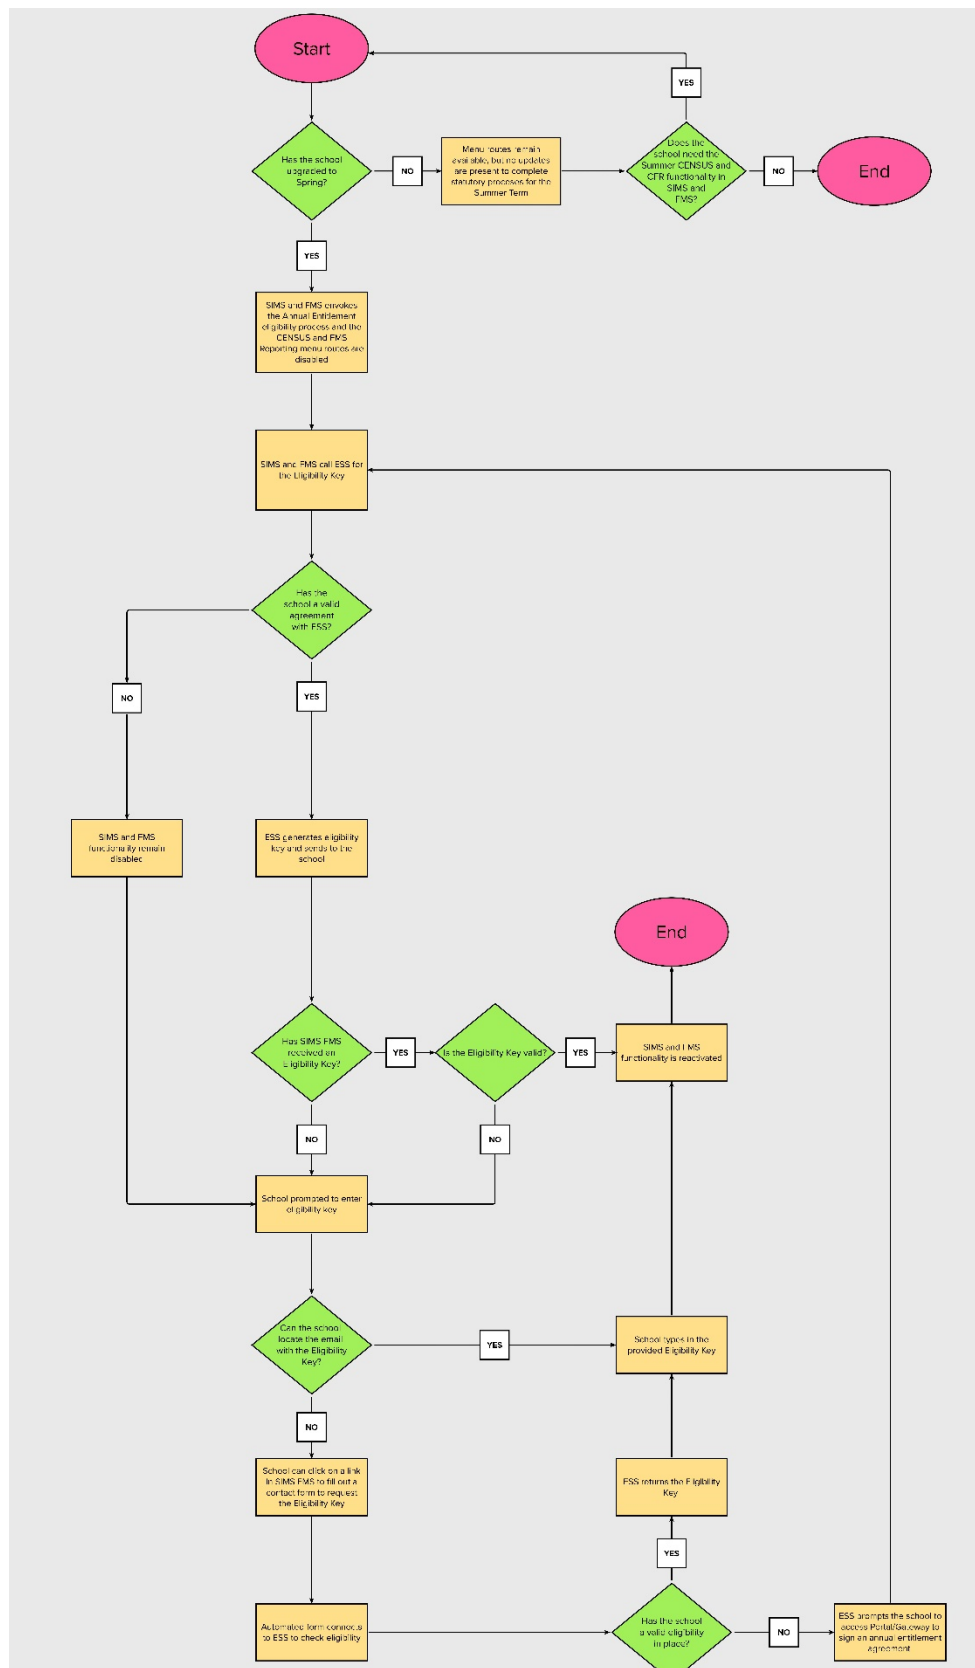 Start
YES
Has the school
upgraded to
Spring?
NO
Menu routes remain
available, but no updates
are present to complete
statutory proceses for the
Summer Term
Does the
school need the
Summer CENSUS and
CFR functionality in
SIMS and
FMS?
NO
End
YES
SIMS and FMS envokes
the Annual Entitlement
eligibility process and the
CENSUS and FMS
Reporting menu routes are
disabled
SIMS and FMS call ESS for
the Eligibility Key
Has the
school a valid
agreement
with ESS?
NO
YES
SIMS and FMS
functionality remain
disabled
ESS generates eligibility
key and sends to the
school
End
Has SIMS FMS
received an
Eligibility Key?
YES
Is the Eligibility Key valid?
YES
SIMS and FMS
functionality is reactivated
NO
NO
School prompted to enter
eligibility key
Can the school
locate the email
with the Eligibility
Key?
YES
School types in the
provided Eligibility Key
NO
School can click on a link
in SIMS FMS to fill out a
contact form to request
the Eligibility Key
ESS returns the Eligibility
Key
YES
Automated form connects
to ESS to check eligibility
Has the school
a valid eligibility
in place?
NO
ESS prompts the school to
access Portal/Gateway to
sign an annual entitlement
agreement